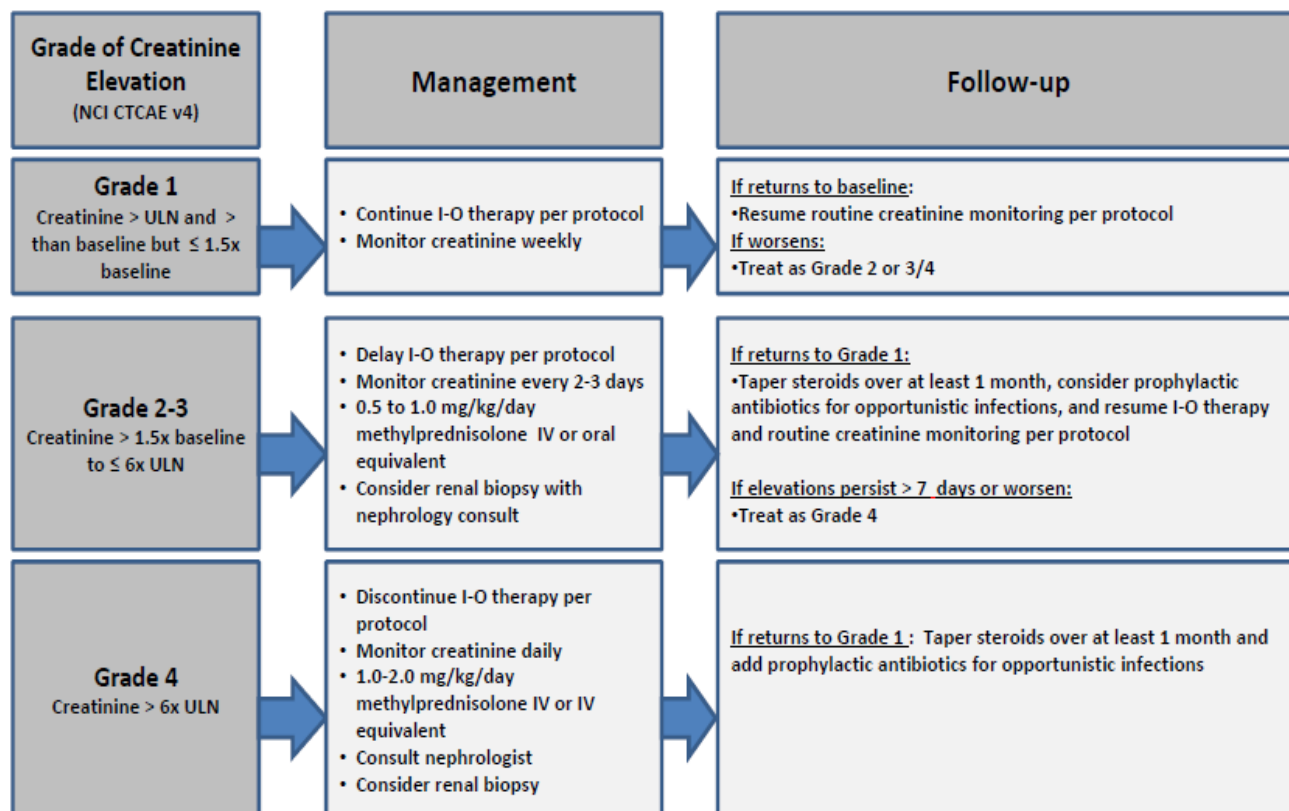 Grade of Creatinine
Elevation
(NCI CTCAE v4)
Management
Follow-up
Grade 1
Creatinine > ULN and >
than baseline but ≤ 1.5x
baseline
• Continue I-O therapy per protocol
• Monitor creatinine weekly
If returns to baseline:
•Resume routine creatinine monitoring per protocol
If worsens:
•Treat as Grade 2 or 3/4
Grade 2-3
Creatinine > 1.5x baseline
to ≤ 6x ULN
• Delay I-O therapy per protocol
• Monitor creatinine every 2-3 days
• 0.5 to 1.0 mg/kg/day
methylprednisolone IV or oral
equivalent
• Consider renal biopsy with
nephrology consult
If returns to Grade 1:
•Taper steroids over at least 1 month, consider prophylactic
antibiotics for opportunistic infections, and resume I-O therapy
and routine creatinine monitoring per protocol
If elevations persist > 7 days or worsen:
•Treat as Grade 4
Grade 4
Creatinine > 6x ULN
• Discontinue I-O therapy per
protocol
• Monitor creatinine daily
• 1.0-2.0 mg/kg/day
methylprednisolone IV or IV
equivalent
• Consult nephrologist
• Consider renal biopsy
If returns to Grade 1 : Taper steroids over at least 1 month and
add prophylactic antibiotics for opportunistic infections